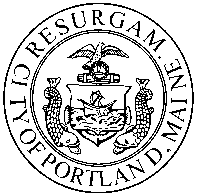 RESURGAM.
CITY OF PORTLAND, MAINE.